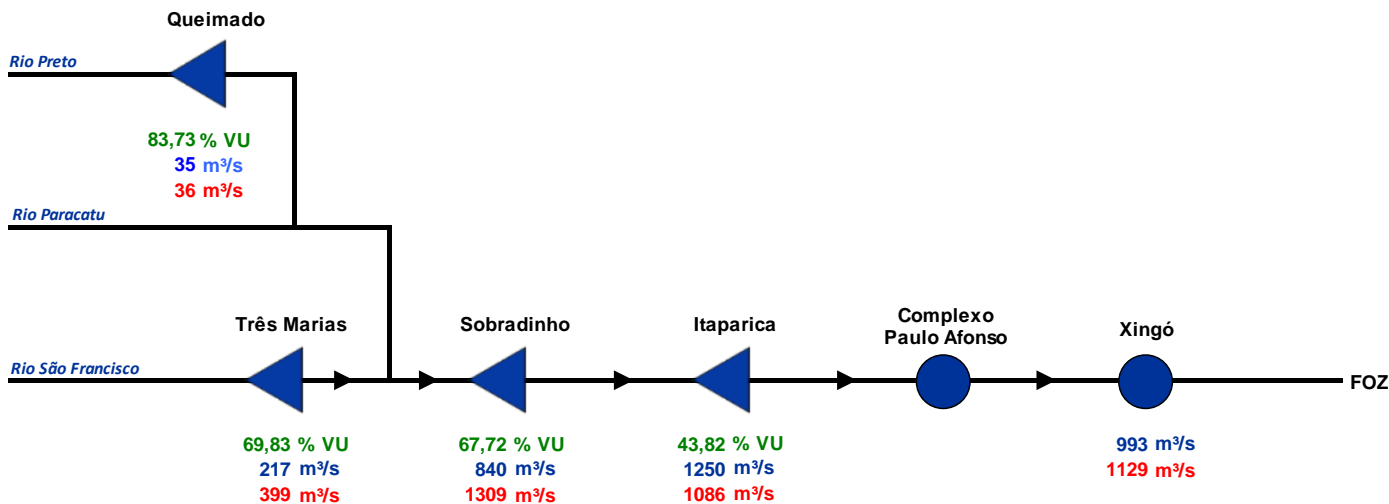 Queimado
Rio Preto
83,73 % VU
35 m³/s
36 m³/s
Rio Paracatu
Três Marias
Sobradinho
Itaparica
Complexo
Paulo Afonso
Xingó
Rio São Francisco
FOZ
69,83 % VU
217 m³/s
399 m³/s
67,72 % VU
840 m³/s
1309 m³/s
43,82 % VU
1250 m³/s
1086 m³/s
993 m³/s
1129 m³/s